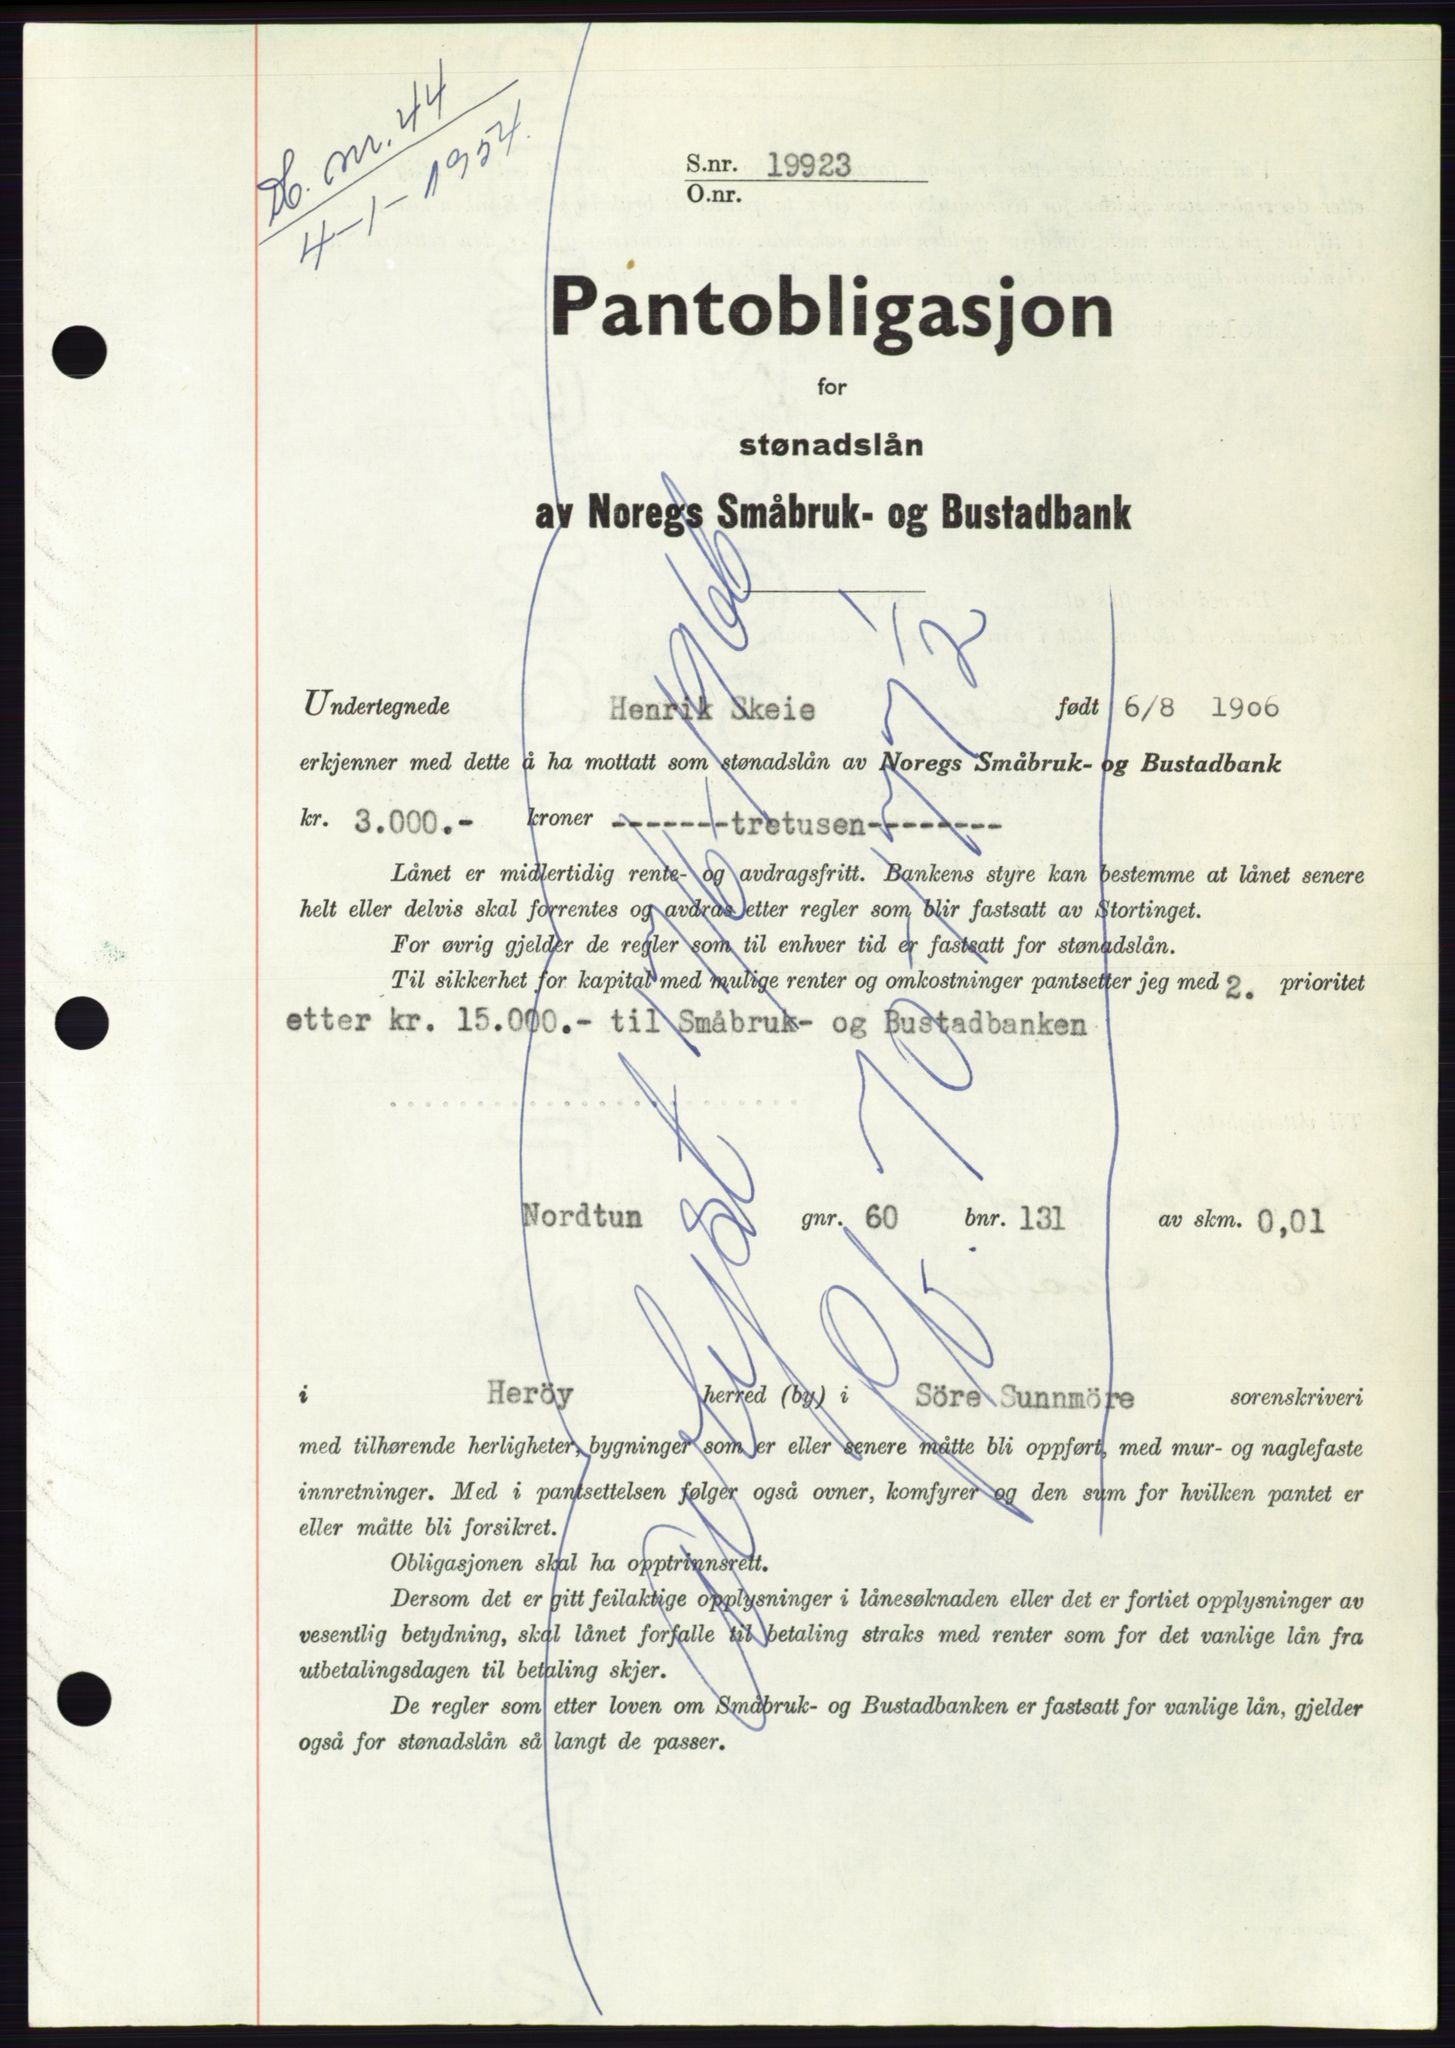 D. nr. 44
4-1-1954.
S.nr. 19923
O.nr.
Pantobligasjon
for
stønadslån
av Noregs Småbruk- og Bustadbank
Undertegnede Henrik Skeie født 6/8 1906
erkjenner med dette å ha mottatt som stønadslån av Noregs Småbruk- og Bustadbank
kr. 3.000.- kroner -------tretusen--------
Lånet er midlertidig rente- og avdragsfritt. Bankens styre kan bestemme at lånet senere
helt eller delvis skal forrentes og avdras etter regler som blir fastsatt av Stortinget.
For øvrig gjelder de regler som til enhver tid er fastsatt for stønadslån.
Til sikkerhet for kapital med mulige renter og omkostninger pantsetter jeg med 2. prioritet
etter kr. 15.000.- til Småbruk- og Bustadbanken
Nordtun gnr. 60 bnr. 131 av skm. 0,01
i Heröy herred (by) i Söre Sunnmöre sorenskriveri
med tilhørende herligheter, bygninger som er eller senere måtte bli oppført, med mur- og naglefaste
innretninger. Med i pantsettelsen følger også ovner, komfyrer og den sum for hvilken pantet er
eller måtte bli forsikret.
Obligasjonen skal ha opptrinnsrett.
Dersom det er gitt feilaktige opplysninger i lånesøknaden eller det er fortiet opplysninger av
vesentlig betydning, skal lånet forfalle til betaling straks med renter som for det vanlige lån fra
utbetalingsdagen til betaling skjer.
De regler som etter loven om Småbruk- og Bustadbanken er fastsatt for vanlige lån, gjelder
også for stønadslån så langt de passer.